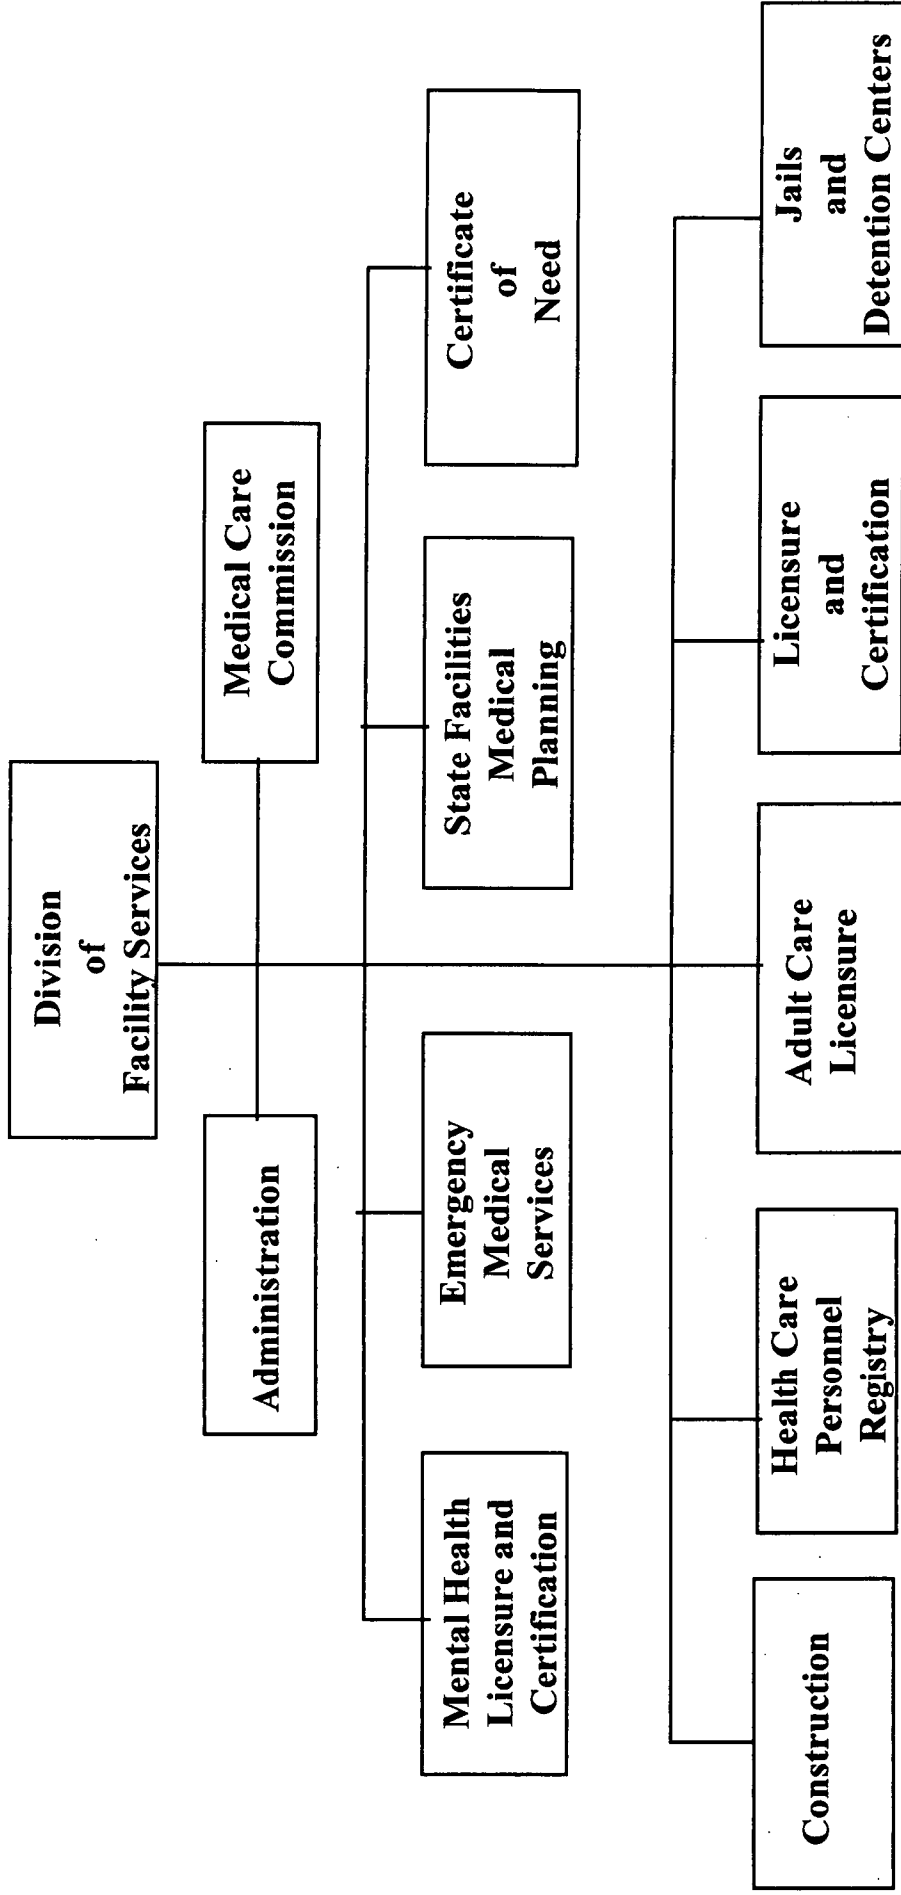 Division
of
Facility Services
Administration
Medical Care
Commission
Mental Health
Licensure and
Certification
Emergency
Medical
Services
State Facilities
Medical
Planning
Certificate
of
Need
Construction
Health Care
Personnel
Registry
Adult Care
Licensure
Licensure
and
Certification
Jails
and
Detention Centers